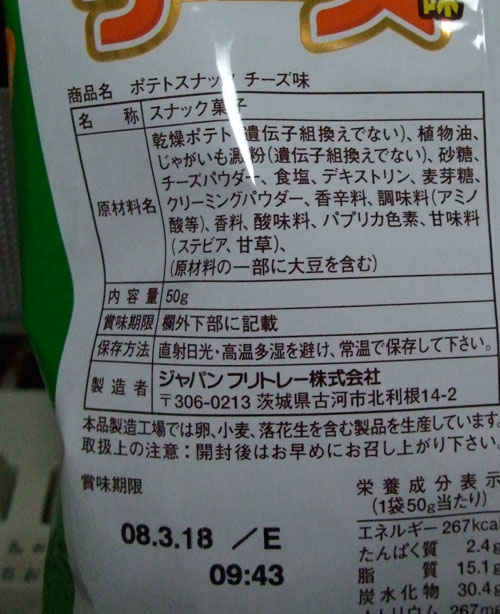 チーズ味
商品名 ポテトスナック チーズ味
名称 スナック菓子
原材料名 乾燥ポテト(遺伝子組換えでない)、植物油、
じゃがいも澱粉(遺伝子組換えでない)、砂糖、
チーズパウダー、食塩、デキストリン、麦芽糖、
クリーミングパウダー、香辛料、調味料(アミノ
酸等)、香料、酸味料、パプリカ色素、甘味料
(ステビア、甘草)、
(原材料の一部に大豆を含む)
内容量 50g
賞味期限 欄外下部に記載
保存方法 直射日光・高温多湿を避け、常温で保存して下さい。
製造者 ジャパンフリトレー株式会社
〒306-0213 茨城県古河市北利根14-2
本品製造工場では卵、小麦、落花生を含む製品を生産しています。
取扱上の注意:開封後はお早めにお召し上がり下さい。
賞味期限
08.3.18 /E
09:43
栄養成分表示
(1袋50g当たり)
エネルギー 267kcal
たんぱく質 2.4g
脂質 15.1g
炭水化物 30.4g
ナトリウム 267m